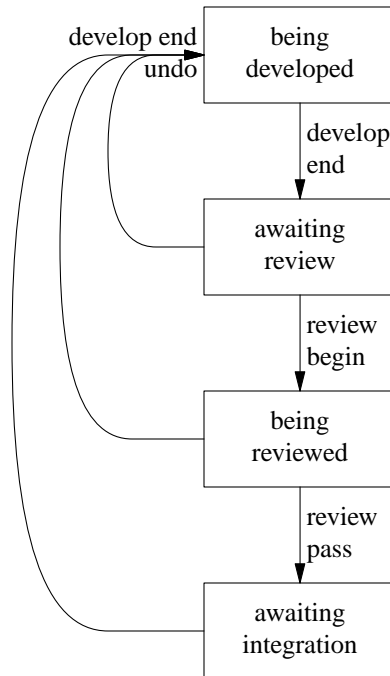 develop end
undo
being
developed
develop
end
awaiting
review
review
begin
being
reviewed
review
pass
awaiting
integration